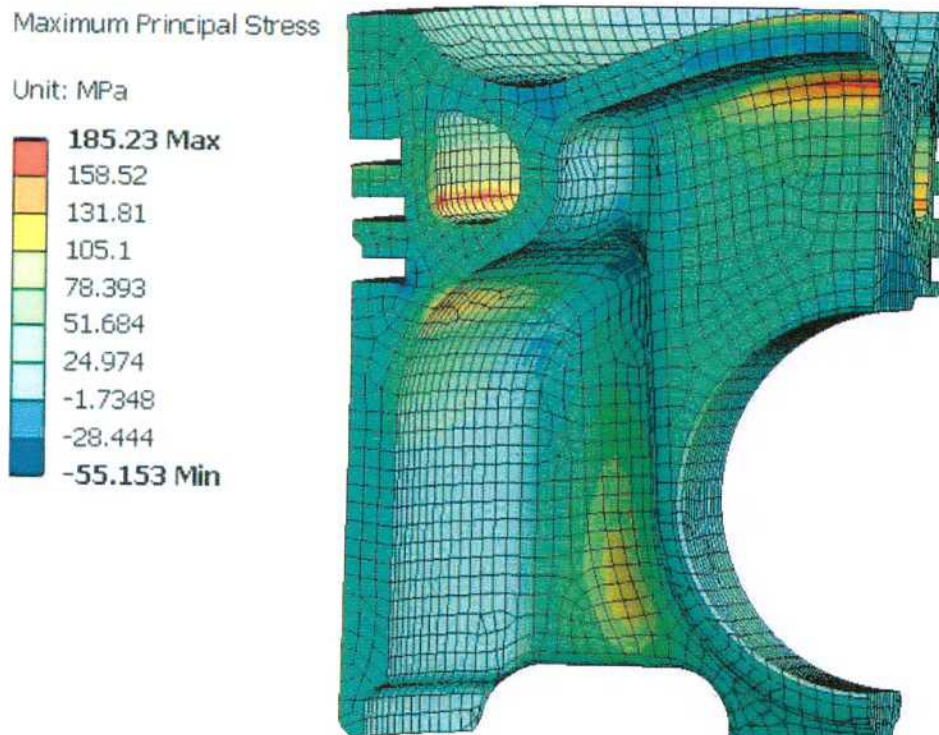 Maximum Principal Stress
Unit: MPa
185.23 Max
158.52
131.81
105.1
78.393
51.684
24.974
-1.7348
-28.444
-55.153 Min